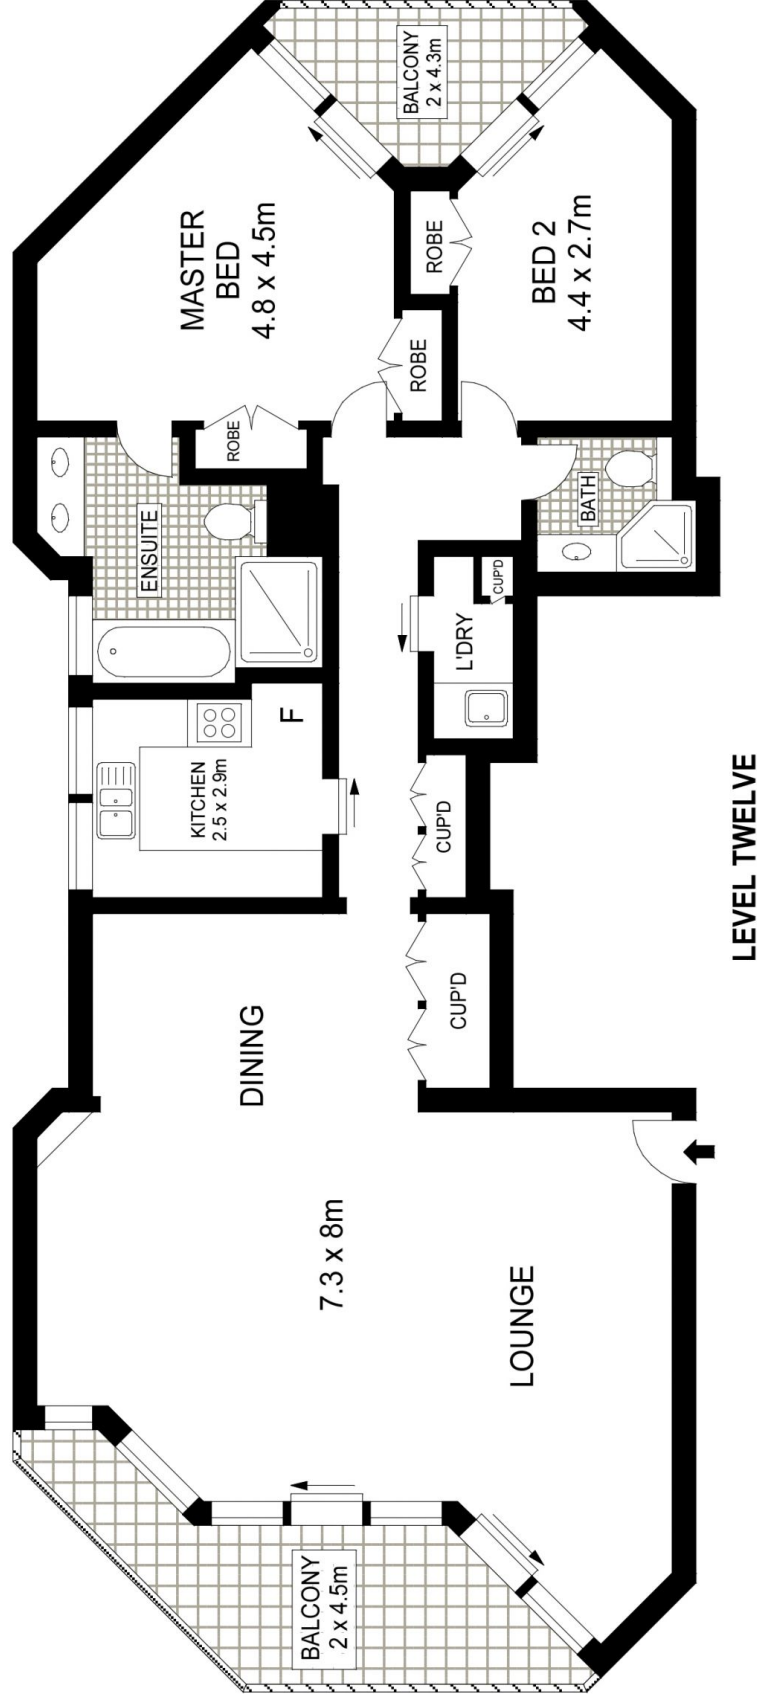 BALCONY
2 x 4.3m
MASTER
BED
4.8 x 4.5m
BED 2
4.4 x 2.7m
ROBE
ROBE
ROBE
ENSUITE
BATH
L'DRY
CUP'D
KITCHEN
2.5 x 2.9m
F
CUP'D
CUP'D
DINING
7.3 x 8m
LOUNGE
BALCONY
2 x 4.5m
LEVEL TWELVE